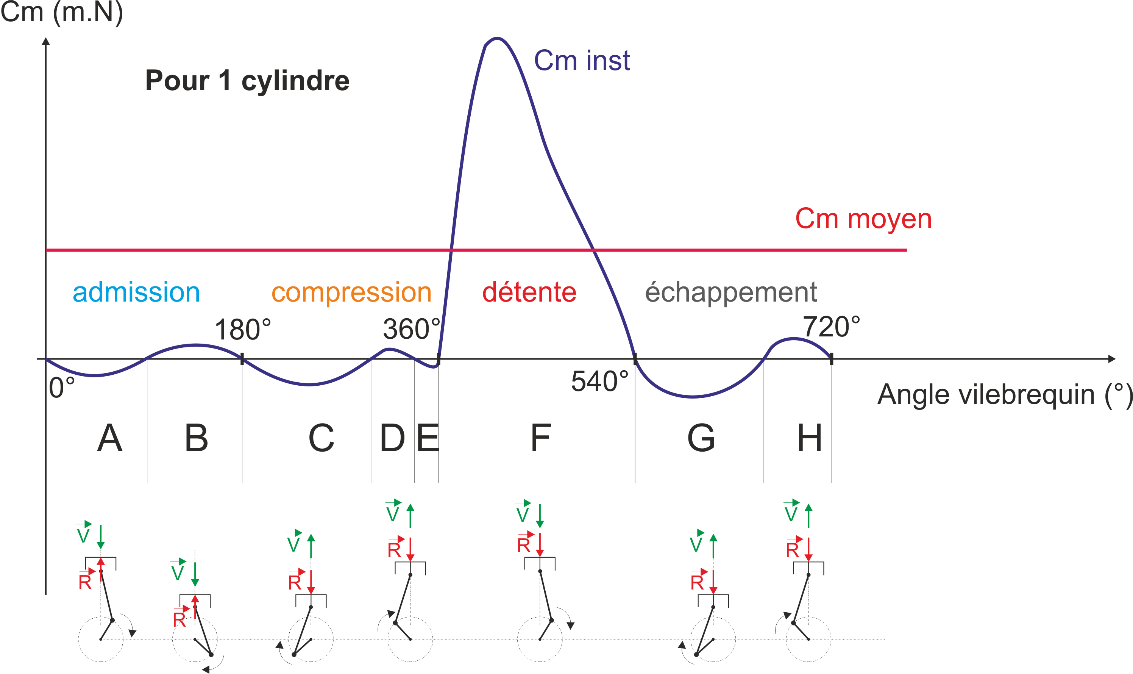 Cm (m.N)
Pour 1 cylindre
Cm inst
Cm moyen
admission compression détente échappement
180° 360° 720°
0° 540°
Angle vilebrequin (°)
A B C D E F G H
V V V V V V V
R R R R R R R